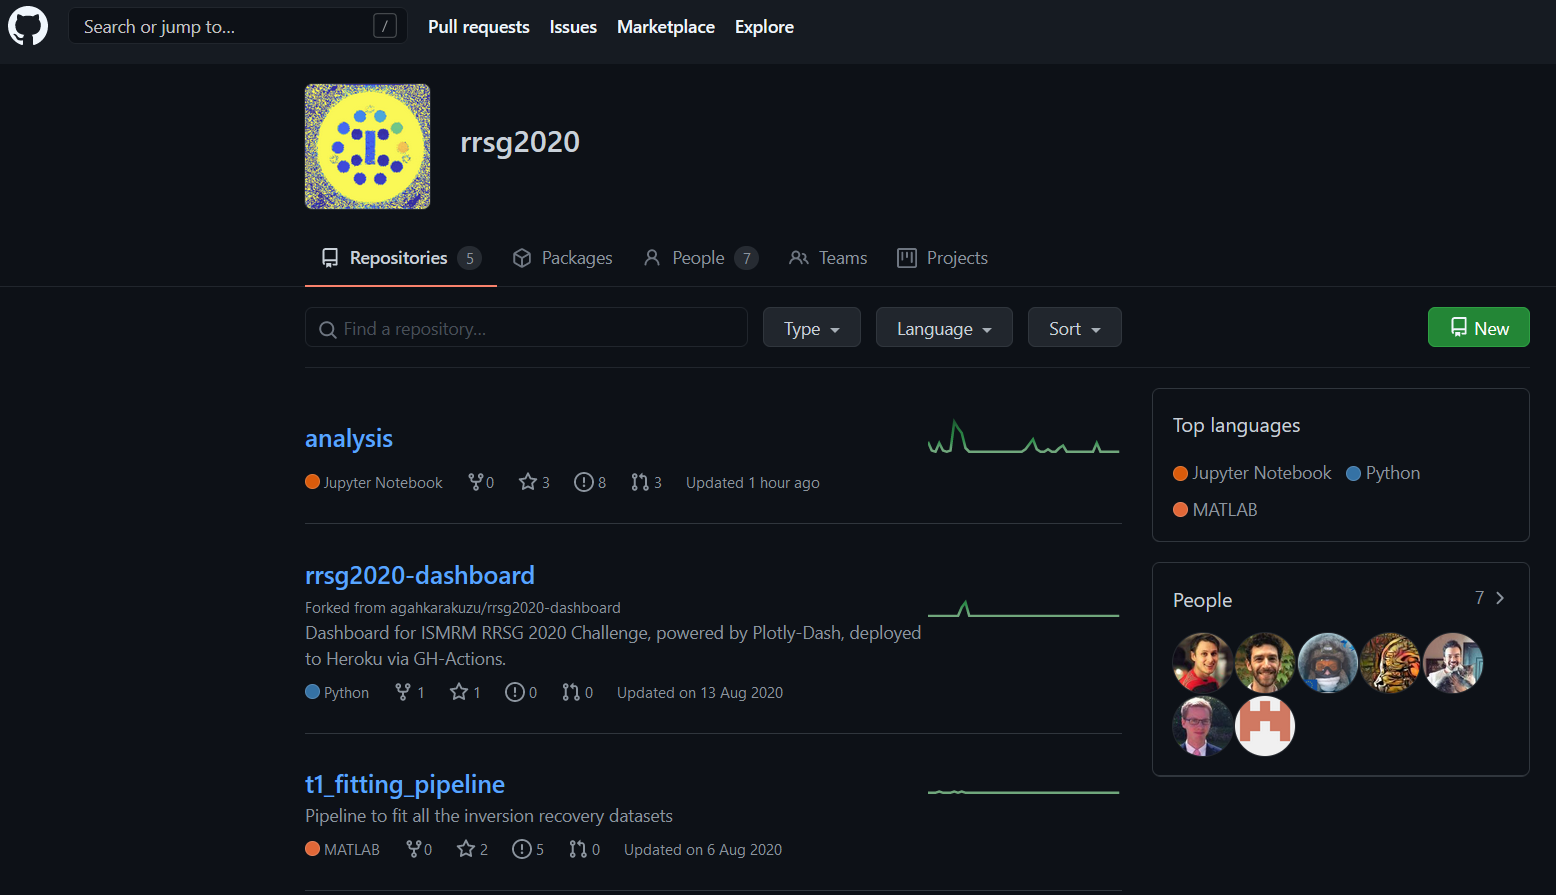 Search or jump to... /
Pull requests Issues Marketplace Explore
rrsg2020
Repositories 5 Packages People 7 Teams Projects
Find a repository... Type Language Sort New
analysis
Jupyter Notebook 0 3 8 3 Updated 1 hour ago
rrsg2020-dashboard
Forked from agahkarakuzu/rrsg2020-dashboard
Dashboard for ISMRM RRSG 2020 Challenge, powered by Plotly-Dash, deployed
to Heroku via GH-Actions.
Python 1 1 0 0 Updated on 13 Aug 2020
t1_fitting_pipeline
Pipeline to fit all the inversion recovery datasets
MATLAB 0 2 5 0 Updated on 6 Aug 2020
Top languages
Jupyter Notebook Python
MATLAB
People 7